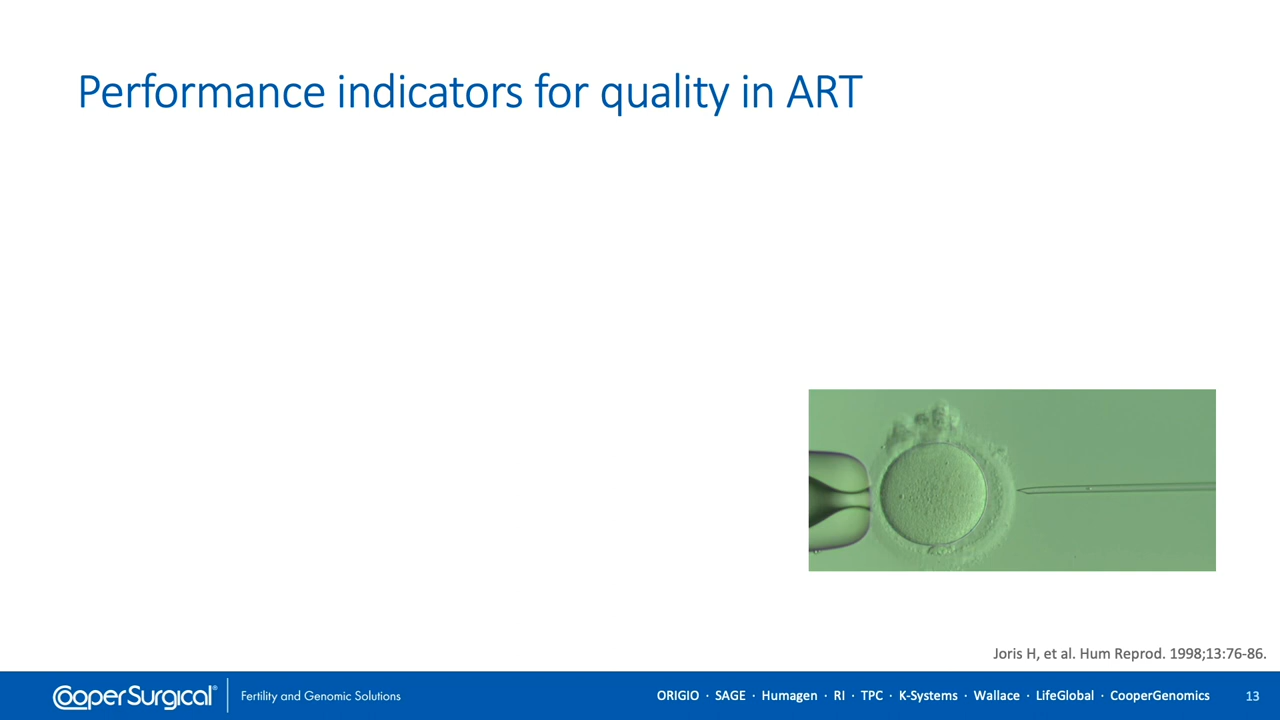 Performance indicators for quality in ART
Joris H, et al. Hum Reprod. 1998;13:76-86.
CooperSurgical® Fertility and Genomic Solutions ORIGIO · SAGE · Humagen · RI · TPC · K-Systems · Wallace · LifeGlobal · CooperGenomics 13